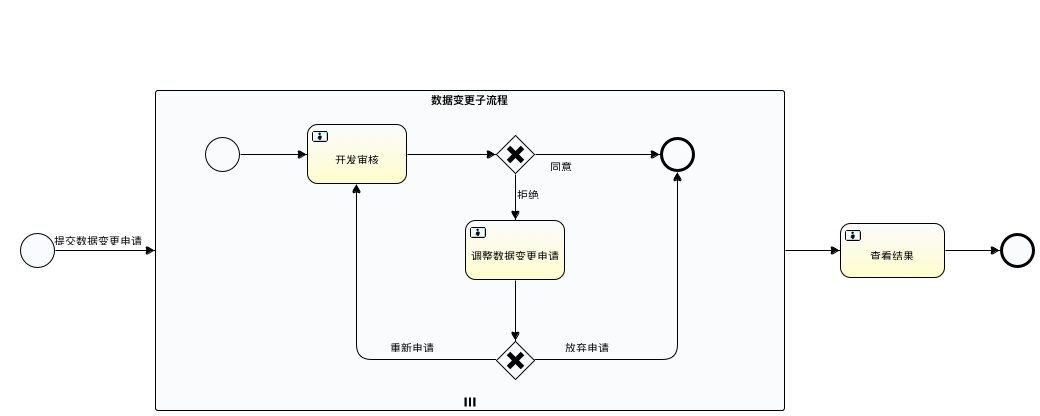 数据变更子流程
开发审核
同意
拒绝
提交数据变更申请
调整数据变更申请
查看结果
重新申请
放弃申请